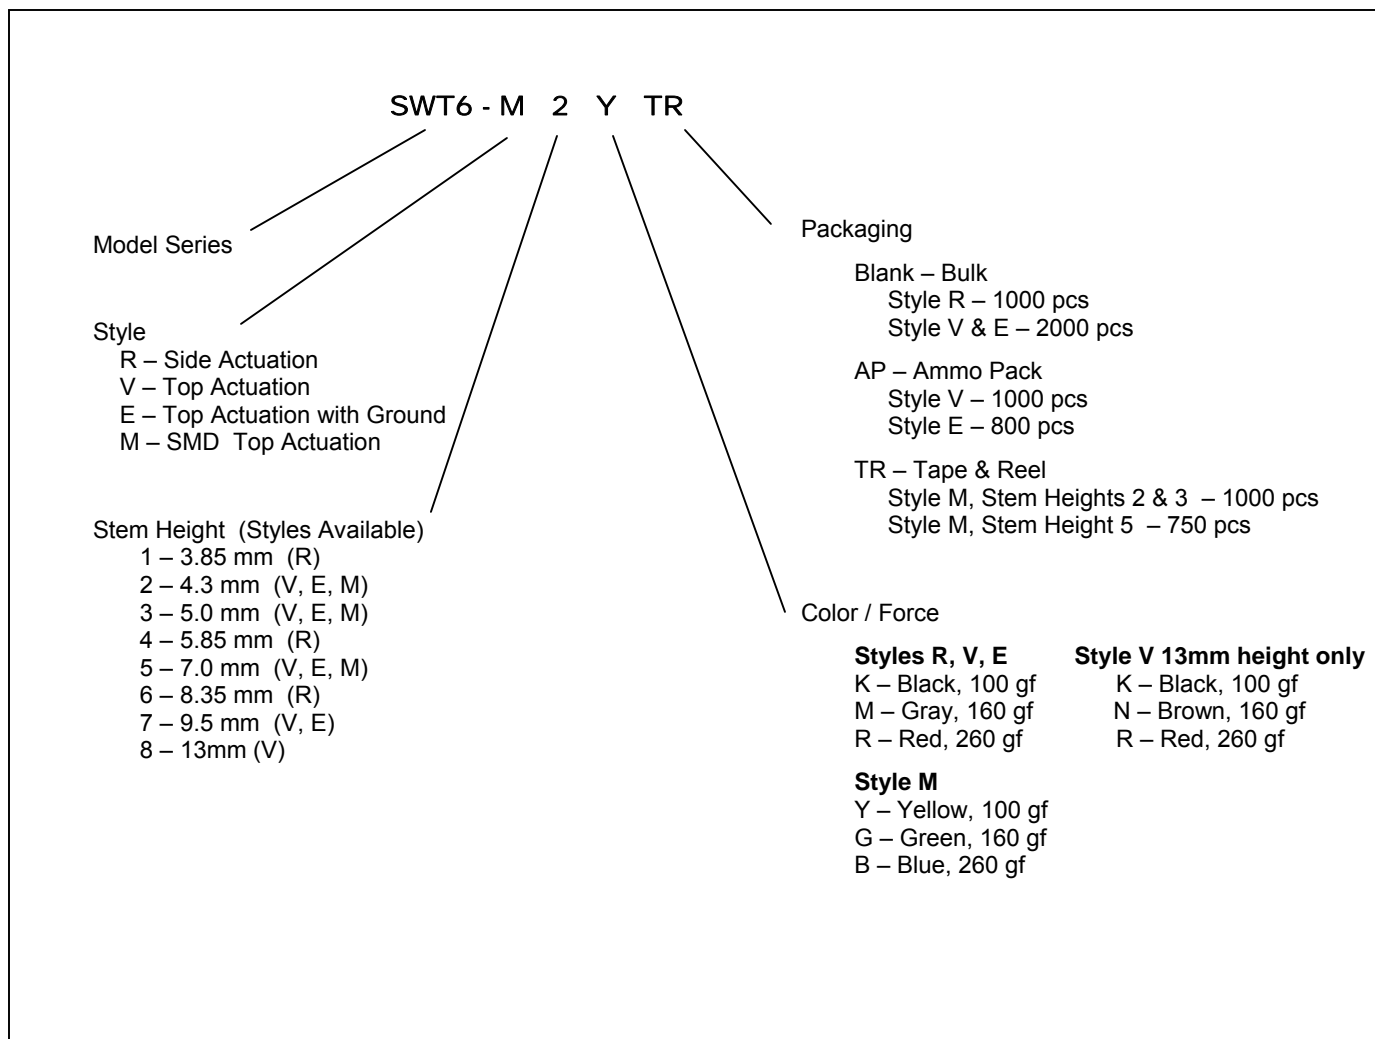 SWT6 - M 2 Y TR
Model Series
Style
R – Side Actuation
V – Top Actuation
E – Top Actuation with Ground
M – SMD Top Actuation
Stem Height (Styles Available)
1 – 3.85 mm (R)
2 – 4.3 mm (V, E, M)
3 – 5.0 mm (V, E, M)
4 – 5.85 mm (R)
5 – 7.0 mm (V, E, M)
6 – 8.35 mm (R)
7 – 9.5 mm (V, E)
8 – 13mm (V)
Packaging
Blank – Bulk
Style R – 1000 pcs
Style V & E – 2000 pcs
AP – Ammo Pack
Style V – 1000 pcs
Style E – 800 pcs
TR – Tape & Reel
Style M, Stem Heights 2 & 3 – 1000 pcs
Style M, Stem Height 5 – 750 pcs
Color / Force
Styles R, V, E
K – Black, 100 gf
M – Gray, 160 gf
R – Red, 260 gf
Style V 13mm height only
K – Black, 100 gf
N – Brown, 160 gf
R – Red, 260 gf
Style M
Y – Yellow, 100 gf
G – Green, 160 gf
B – Blue, 260 gf